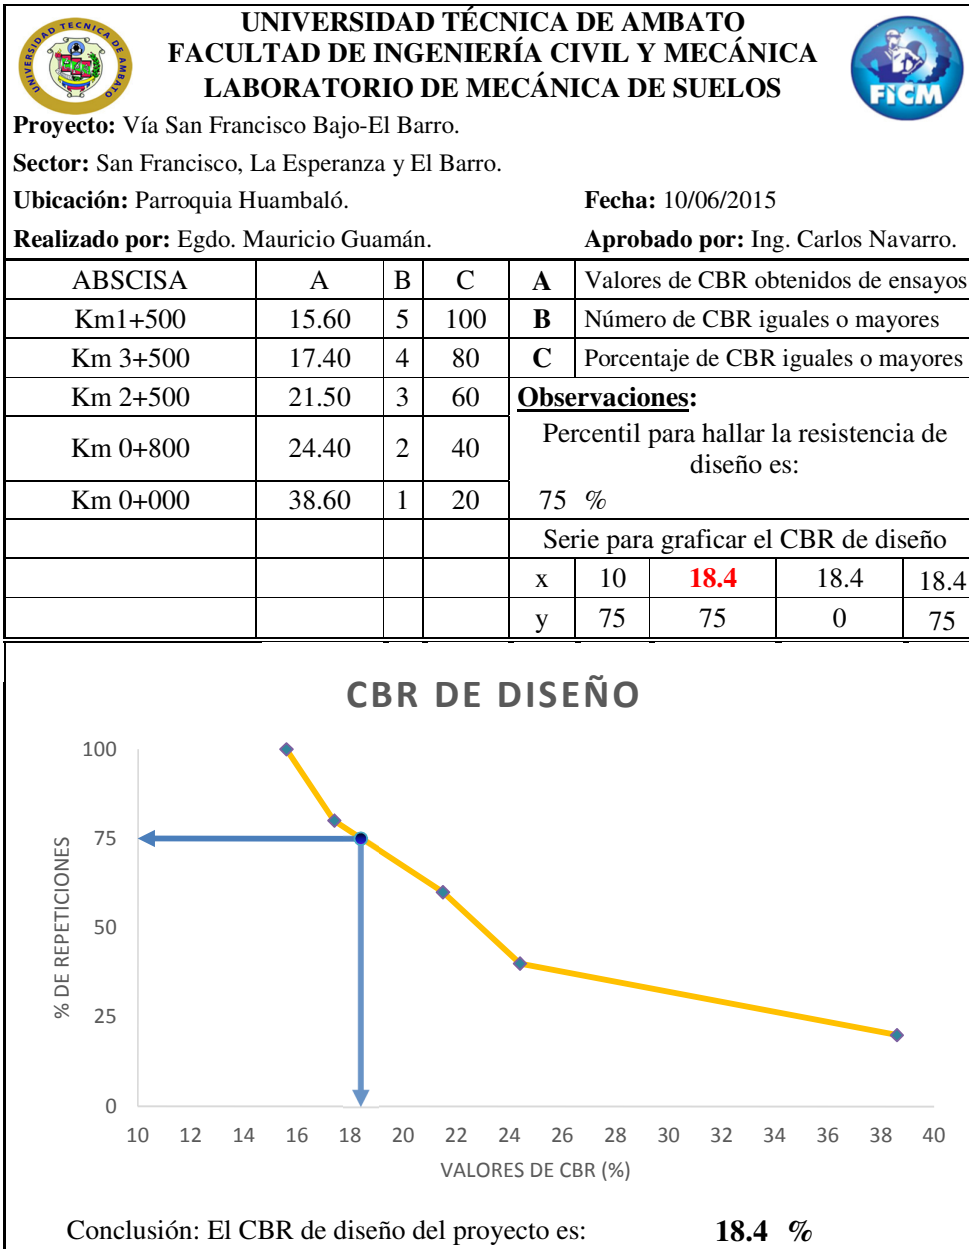 UNIVERSIDAD TÉCNICA DE AMBATO
FACULTAD DE INGENIERÍA CIVIL Y MECÁNICA
LABORATORIO DE MECÁNICA DE SUELOS
UNIVERSIDAD TECNICA DE AMBATO
FICM
Proyecto: Vía San Francisco Bajo-El Barro.
Sector: San Francisco, La Esperanza y El Barro.
Ubicación: Parroquia Huambaló. Fecha: 10/06/2015
Realizado por: Egdo. Mauricio Guamán. Aprobado por: Ing. Carlos Navarro.
ABSCISA A B C A Valores de CBR obtenidos de ensayos
Km1+500 15.60 5 100 B Número de CBR iguales o mayores
Km 3+500 17.40 4 80 C Porcentaje de CBR iguales o mayores
Km 2+500 21.50 3 60 Observaciones:
Km 0+800 24.40 2 40 Percentil para hallar la resistencia de
diseño es:
Km 0+000 38.60 1 20 75 %
Serie para graficar el CBR de diseño
x 10 18.4 18.4 18.4
y 75 75 0 75
CBR DE DISEÑO
% DE REPETICIONES
100
75
50
25
0
10 12 14 16 18 20 22 24 26 28 30 32 34 36 38 40
VALORES DE CBR (%)
Conclusión: El CBR de diseño del proyecto es: 18.4 %